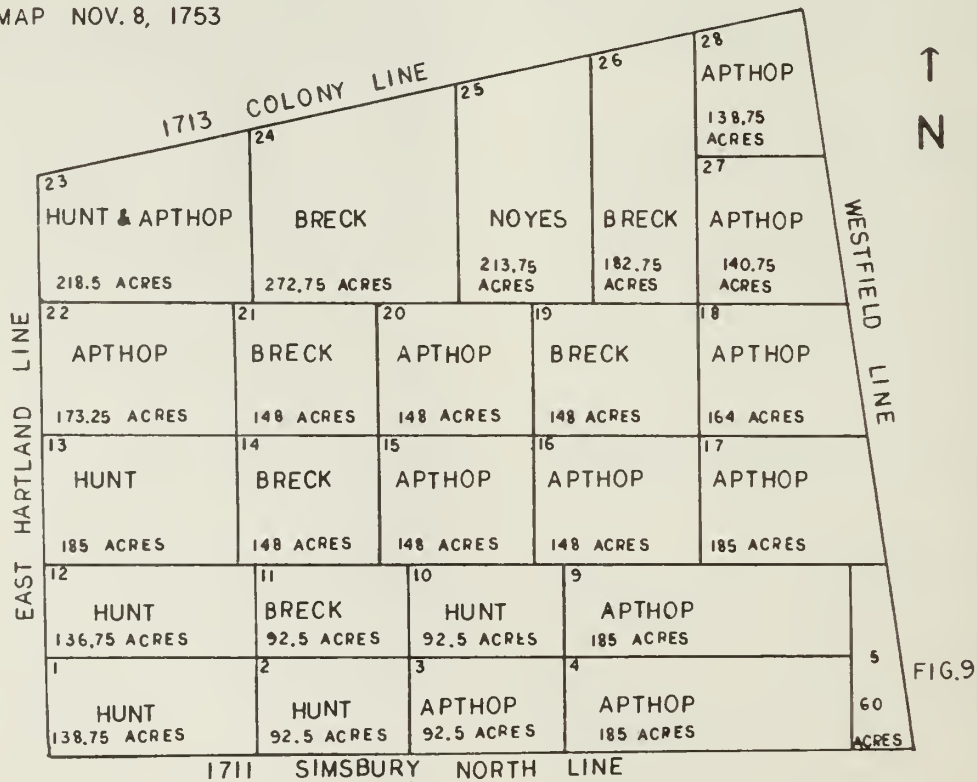 MAP NOV. 8, 1753
1713 COLONY LINE
↑
N
28
APTHOP
138.75
ACRES
26
25
24
27
APTHOP
140.75
ACRES
23
HUNT & APTHOP
218.5 ACRES
BRECK
272.75 ACRES
NOYES
213.75
ACRES
BRECK
182.75
ACRES
WESTFIELD LINE
EAST HARTLAND LINE
22
APTHOP
173.25 ACRES
21
BRECK
148 ACRES
20
APTHOP
148 ACRES
19
BRECK
148 ACRES
18
APTHOP
164 ACRES
13
HUNT
185 ACRES
14
BRECK
148 ACRES
15
APTHOP
148 ACRES
16
APTHOP
148 ACRES
17
APTHOP
185 ACRES
12
HUNT
136.75 ACRES
11
BRECK
92.5 ACRES
10
HUNT
92.5 ACRES
9
APTHOP
185 ACRES
1
HUNT
138.75 ACRES
2
HUNT
92.5 ACRES
3
APTHOP
92.5 ACRES
4
APTHOP
185 ACRES
5
60
ACRES
FIG.9
1711 SIMSBURY NORTH LINE